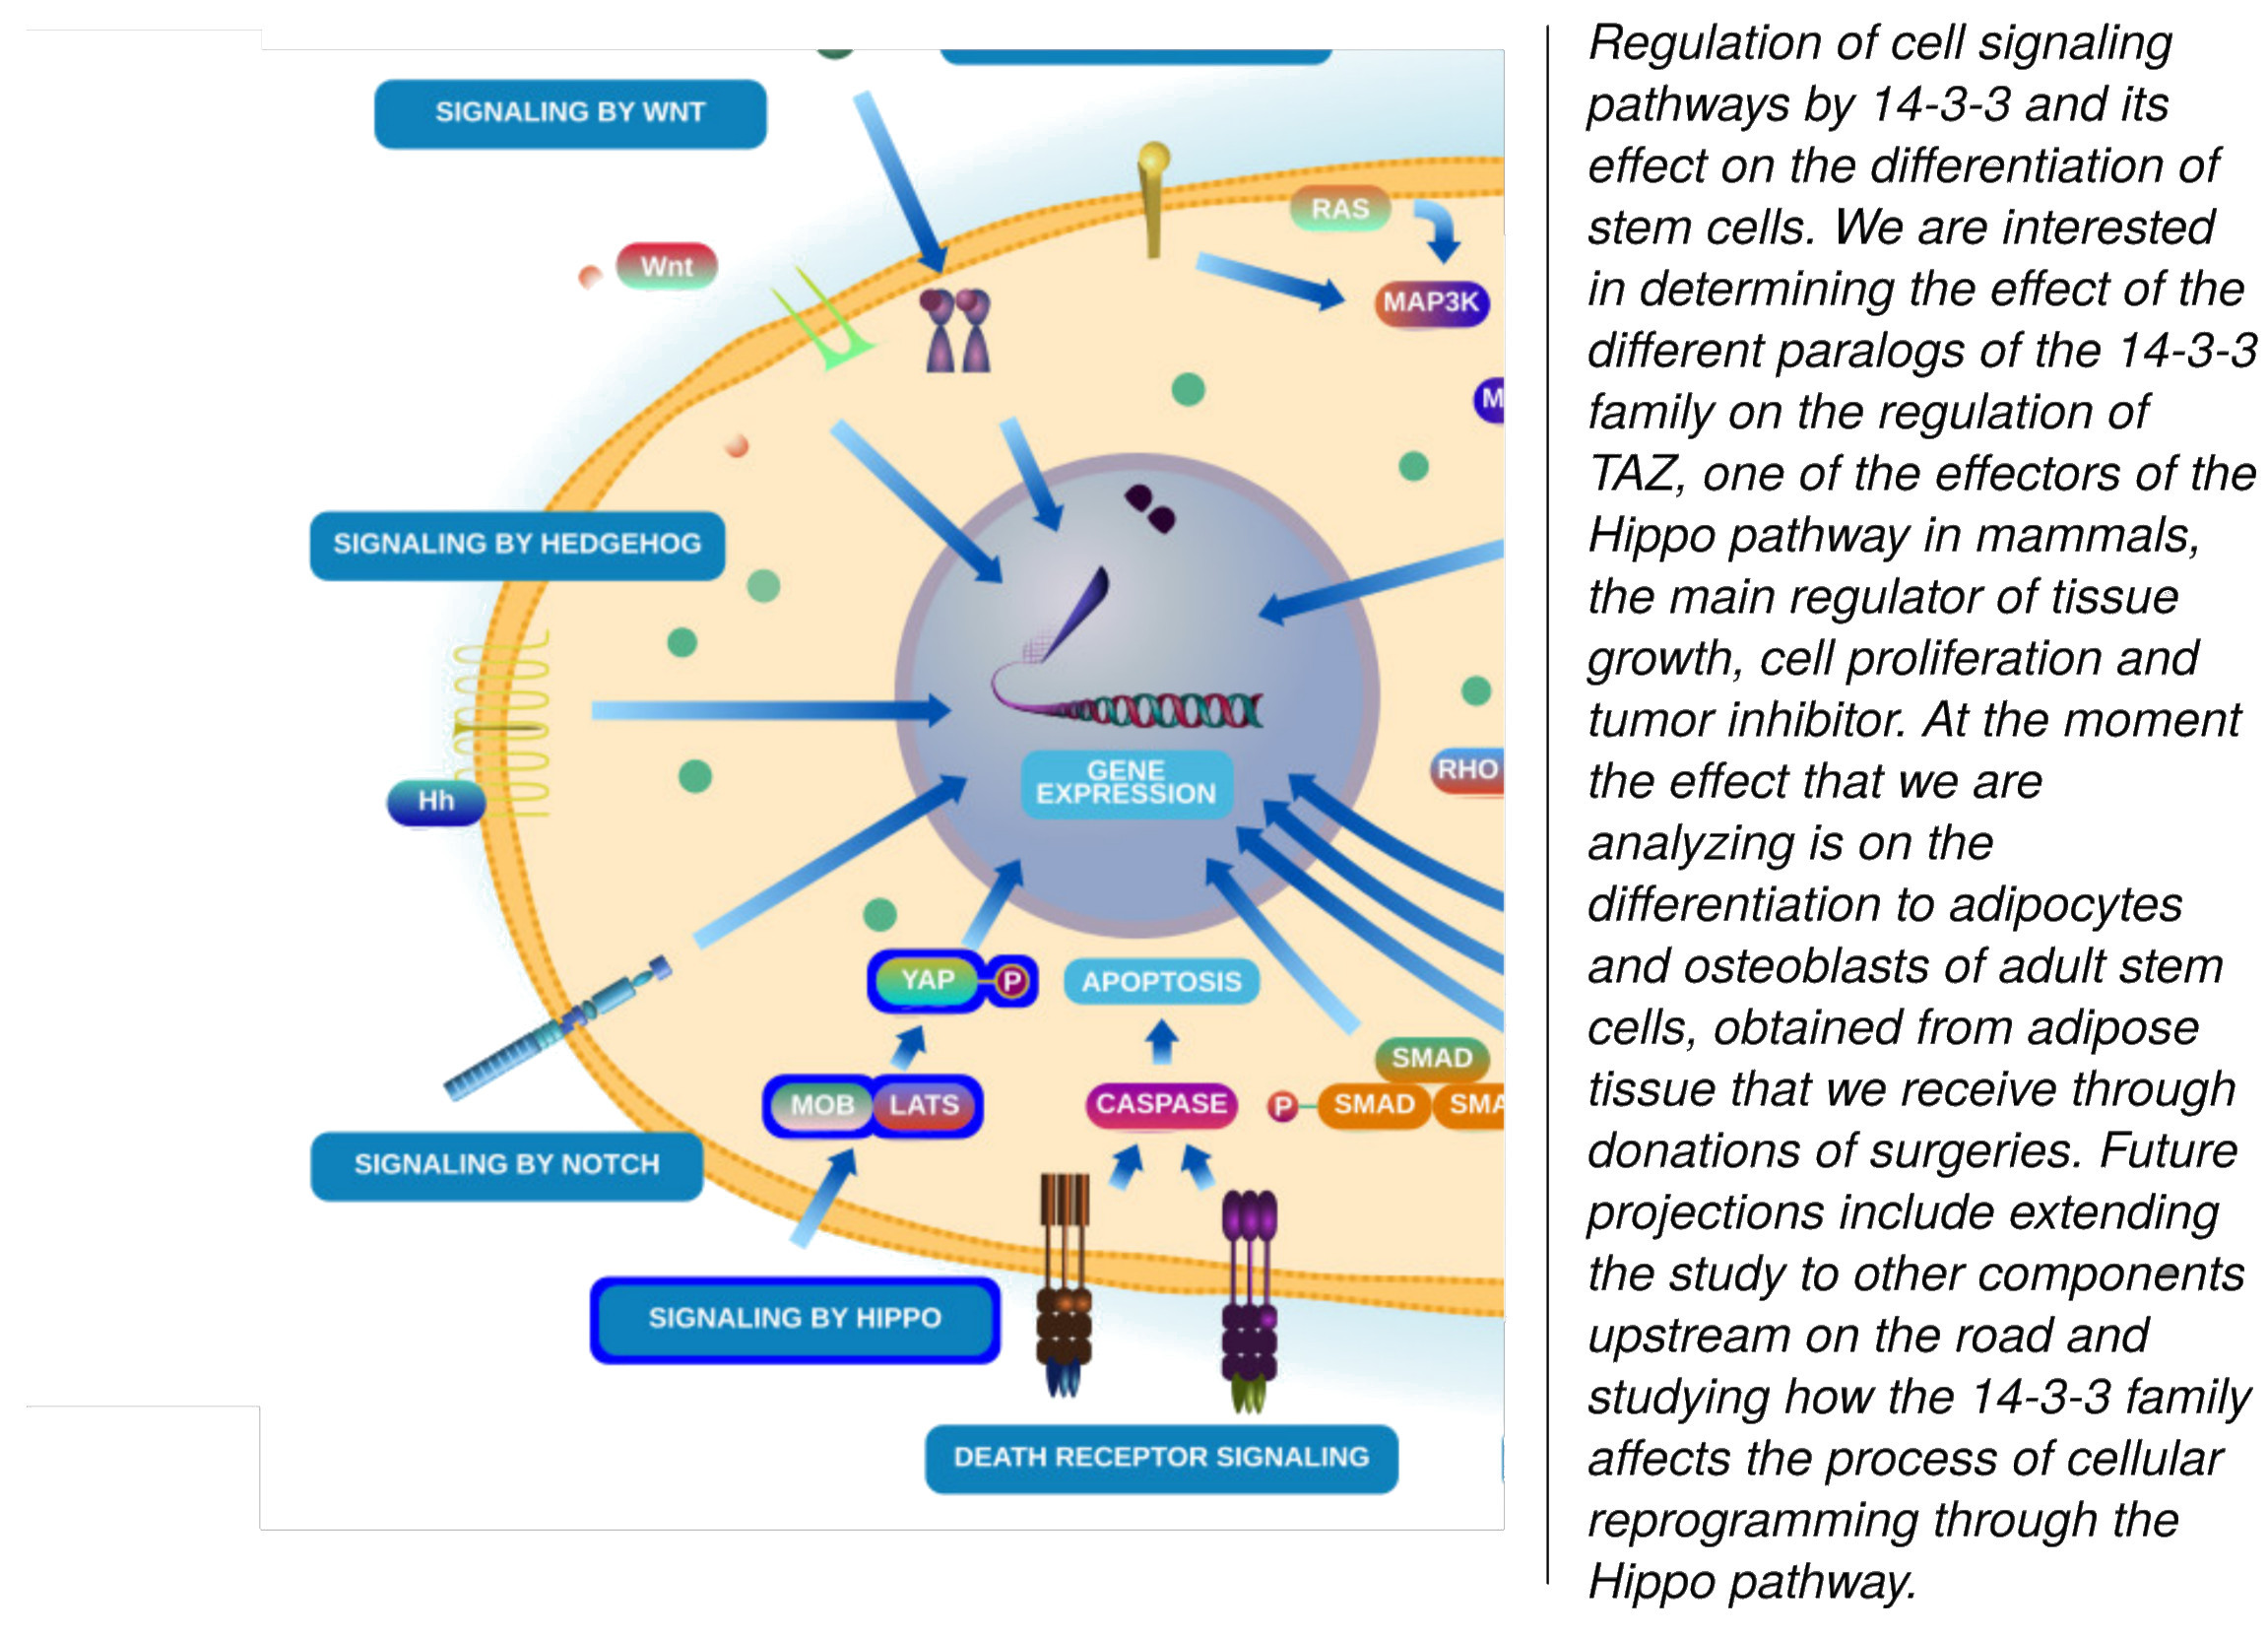 SIGNALING BY WNT
RAS
Wnt
MAP3K
M
SIGNALING BY HEDGEHOG
GENE
EXPRESSION
RHO
Hh
YAP
P
APOPTOSIS
SMAD
MOB
LATS
CASPASE
P
SMAD
SMA
SIGNALING BY NOTCH
SIGNALING BY HIPPO
DEATH RECEPTOR SIGNALING
Regulation of cell signaling
pathways by 14-3-3 and its
effect on the differentiation of
stem cells. We are interested
in determining the effect of the
different paralogs of the 14-3-3
family on the regulation of
TAZ, one of the effectors of the
Hippo pathway in mammals,
the main regulator of tissue
growth, cell proliferation and
tumor inhibitor. At the moment
the effect that we are
analyzing is on the
differentiation to adipocytes
and osteoblasts of adult stem
cells, obtained from adipose
tissue that we receive through
donations of surgeries. Future
projections include extending
the study to other components
upstream on the road and
studying how the 14-3-3 family
affects the process of cellular
reprogramming through the
Hippo pathway.